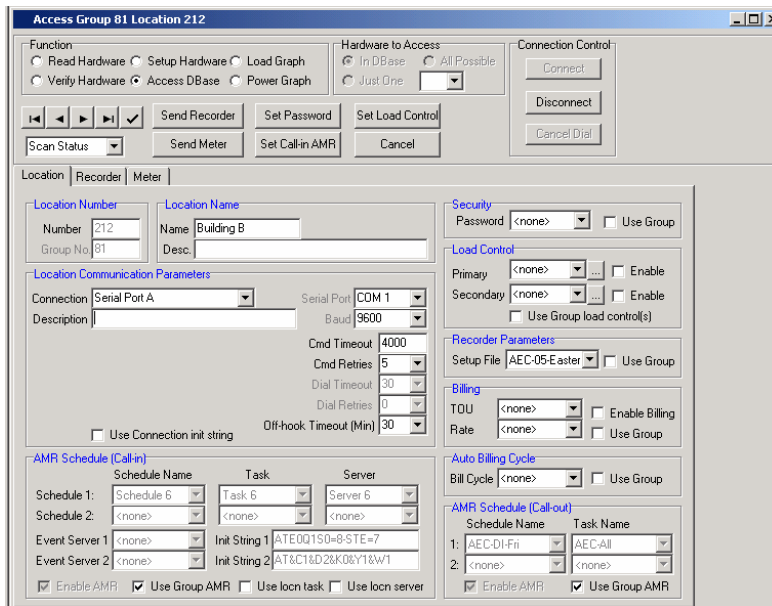 Access Group 81 Location 212
Function
Read Hardware Setup Hardware Load Graph
Verify Hardware Access DBase Power Graph
Hardware to Access
In DBase All Possible
Just One
Connection Control
Connect
Disconnect
Cancel Dial
Send Recorder Set Password Set Load Control
Scan Status Send Meter Set Call-in AMR Cancel
Location Recorder Meter
Location Number
Number 212
Group No. 81
Location Name
Name Building B
Desc.
Location Communication Parameters
Connection Serial Port A Serial Port COM 1
Description Baud 9600
Cmd Timeout 4000
Cmd Retries 5
Dial Timeout 30
Dial Retries 0
Use Connection init string Off-hook Timeout (Min) 30
AMR Schedule (Call-in)
Schedule Name Task Server
Schedule 1: Schedule 6 Task 6 Server 6
Schedule 2: <none> <none> <none>
Event Server 1 <none> Init String 1 ATE0Q1S0=8-STE=7
Event Server 2 <none> Init String 2 AT&C1&D2&K0&Y1&W1
Enable AMR Use Group AMR Use locn task Use locn server
Security
Password <none> Use Group
Load Control
Primary <none> ... Enable
Secondary <none> ... Enable
Use Group load control(s)
Recorder Parameters
Setup File AEC-05-Easter Use Group
Billing
TOU <none> Enable Billing
Rate <none> Use Group
Auto Billing Cycle
Bill Cycle <none> Use Group
AMR Schedule (Call-out)
Schedule Name Task Name
1: AEC-DI-Fri AEC-All
2: <none> <none>
Enable AMR Use Group AMR